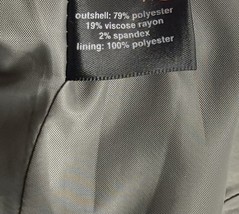 outshell: 79% polyester
19% viscose rayon
2% spandex
lining: 100% polyester